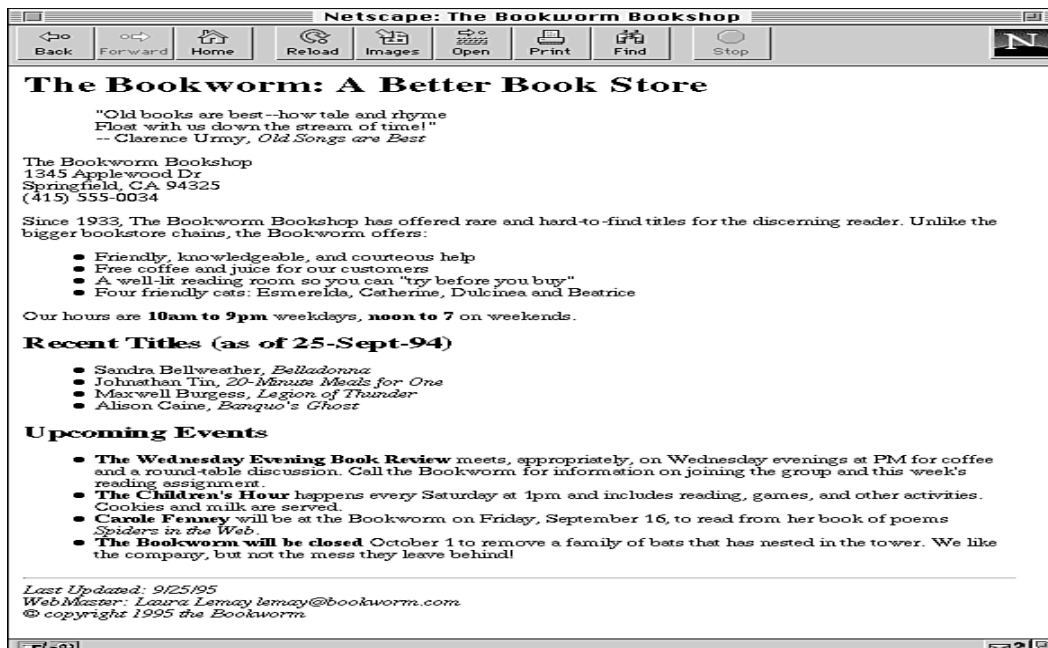 Netscape: The Bookworm Bookshop
Back Forward Home Reload Images Open Print Find Stop
N
The Bookworm: A Better Book Store
"Old books are best--how tale and rhyme
Float with us down the stream of time!"
-- Clarence Urmy, Old Songs are Best
The Bookworm Bookshop
1345 Applewood Dr
Springfield, CA 94325
(415) 555-0034
Since 1933, The Bookworm Bookshop has offered rare and hard-to-find titles for the discerning reader. Unlike the
bigger bookstore chains, the Bookworm offers:
Friendly, knowledgeable, and courteous help
Free coffee and juice for our customers
A well-lit reading room so you can "try before you buy"
Four friendly cats: Esmerelda, Catherine, Dulcinea and Beatrice
Our hours are 10am to 9pm weekdays, noon to 7 on weekends.
Recent Titles (as of 25-Sept-94)
Sandra Bellweather, Belladonna
Johnathan Tin, 20-Minute Meals for One
Maxwell Burgess, Legion of Thunder
Alison Caine, Banquo's Ghost
Upcoming Events
The Wednesday Evening Book Review meets, appropriately, on Wednesday evenings at PM for coffee
and a round-table discussion. Call the Bookworm for information on joining the group and this week's
reading assignment.
The Children's Hour happens every Saturday at 1pm and includes reading, games, and other activities.
Cookies and milk are served.
Carole Fenney will be at the Bookworm on Friday, September 16, to read from her book of poems
Spiders in the Web.
The Bookworm will be closed October 1 to remove a family of bats that has nested in the tower. We like
the company, but not the mess they leave behind!
Last Updated: 9/25/95
WebMaster: Laura Lemay lemay@bookworm.com
© copyright 1995 the Bookworm